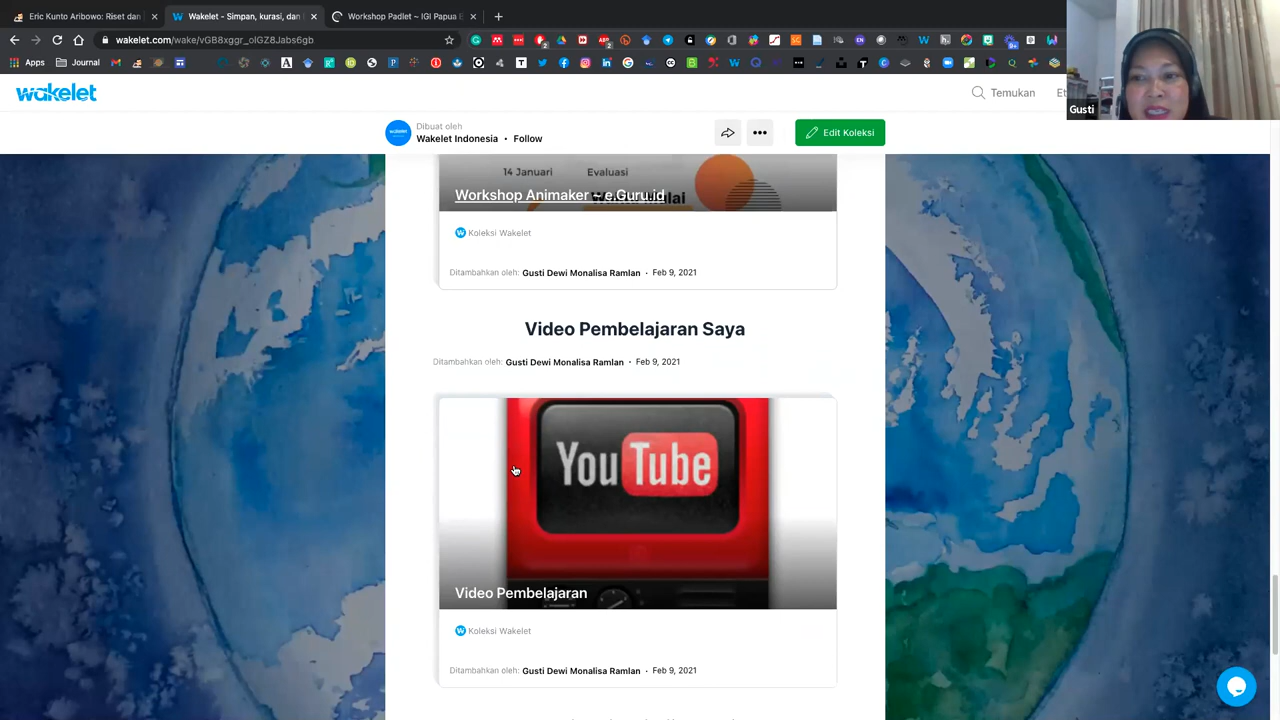 Eric Kunto Aribowo: Riset dan
Wakelet - Simpan, kurasi, dan
Workshop Padlet ~ IGI Papua
wakelet.com/wake/vGB8xggr_oIGZ8Jabs6gb
Apps
Journal
wakelet
Temukan
Gusti
Dibuat oleh
Wakelet Indonesia • Follow
Edit Koleksi
14 Januari Evaluasi
Workshop Animaker ~ e.Guru.id
Koleksi Wakelet
Ditambahkan oleh: Gusti Dewi Monalisa Ramlan • Feb 9, 2021
Video Pembelajaran Saya
Ditambahkan oleh: Gusti Dewi Monalisa Ramlan • Feb 9, 2021
YouTube
Video Pembelajaran
Koleksi Wakelet
Ditambahkan oleh: Gusti Dewi Monalisa Ramlan • Feb 9, 2021